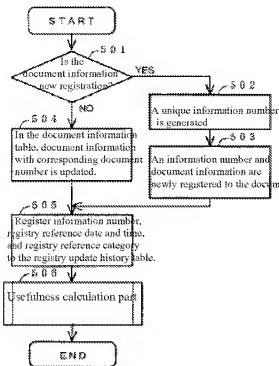 START
S01
Is the
document information
new registration?
YES
S02
NO
A unique information number
is generated
S04
S03
In the document information
table, document information
with corresponding document
number is updated.
An information number and
document information are
newly registered to the docum
S05
Register information number,
registry reference date and time,
and registry reference category
to the registry update history table.
S06
Usefulness calculation part
END